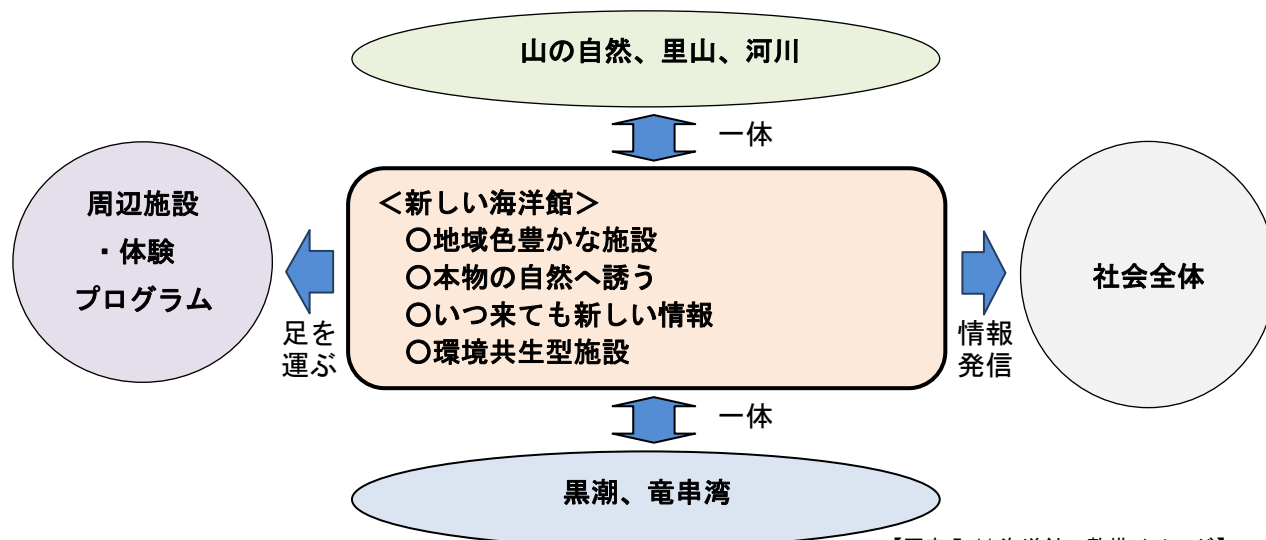 山の自然、里山、河川
一体
周辺施設
・体験
プログラム
足を
運ぶ
＜新しい海洋館＞
〇地域色豊かな施設
〇本物の自然へ誘う
〇いつ来ても新しい情報
〇環境共生型施設
情報
発信
社会全体
一体
黒潮、竜串湾